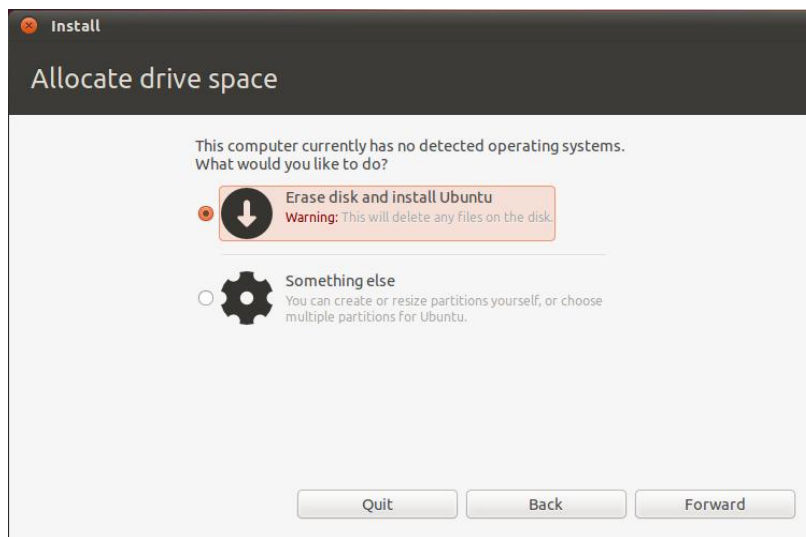 Install
Allocate drive space
This computer currently has no detected operating systems.
What would you like to do?
Erase disk and install Ubuntu
Warning: This will delete any files on the disk.
Something else
You can create or resize partitions yourself, or choose
multiple partitions for Ubuntu.
Quit Back Forward